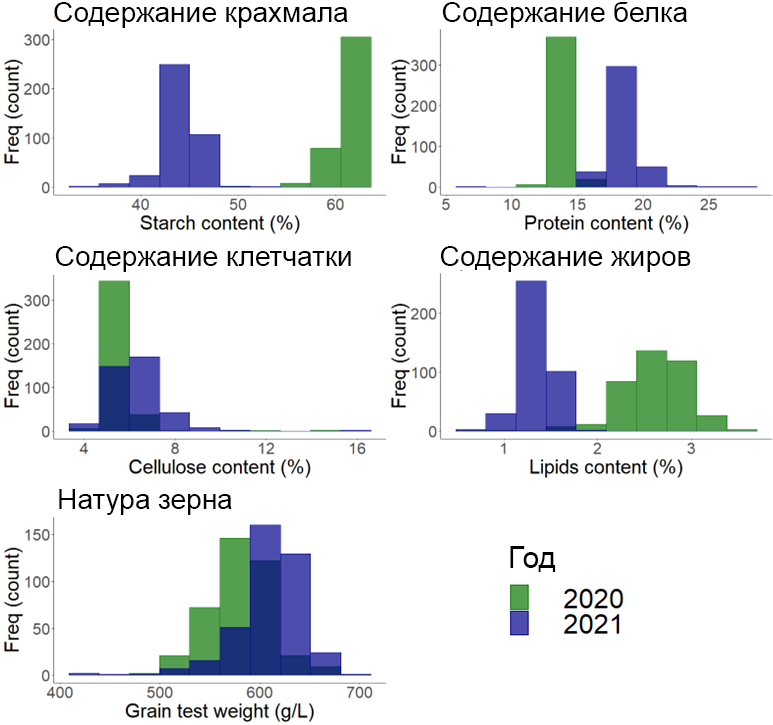 Содержание крахмала
Freq (count)
300
200
100
0
40
50
60
Starch content (%)
Содержание белка
Freq (count)
300
200
100
0
5
10
15
20
25
Protein content (%)
Содержание клетчатки
Freq (count)
300
200
100
0
4
8
12
16
Cellulose content (%)
Содержание жиров
Freq (count)
200
100
0
1
2
3
Lipids content (%)
Натура зерна
Freq (count)
150
100
50
0
400
500
600
700
Grain test weight (g/L)
Год
2020
2021